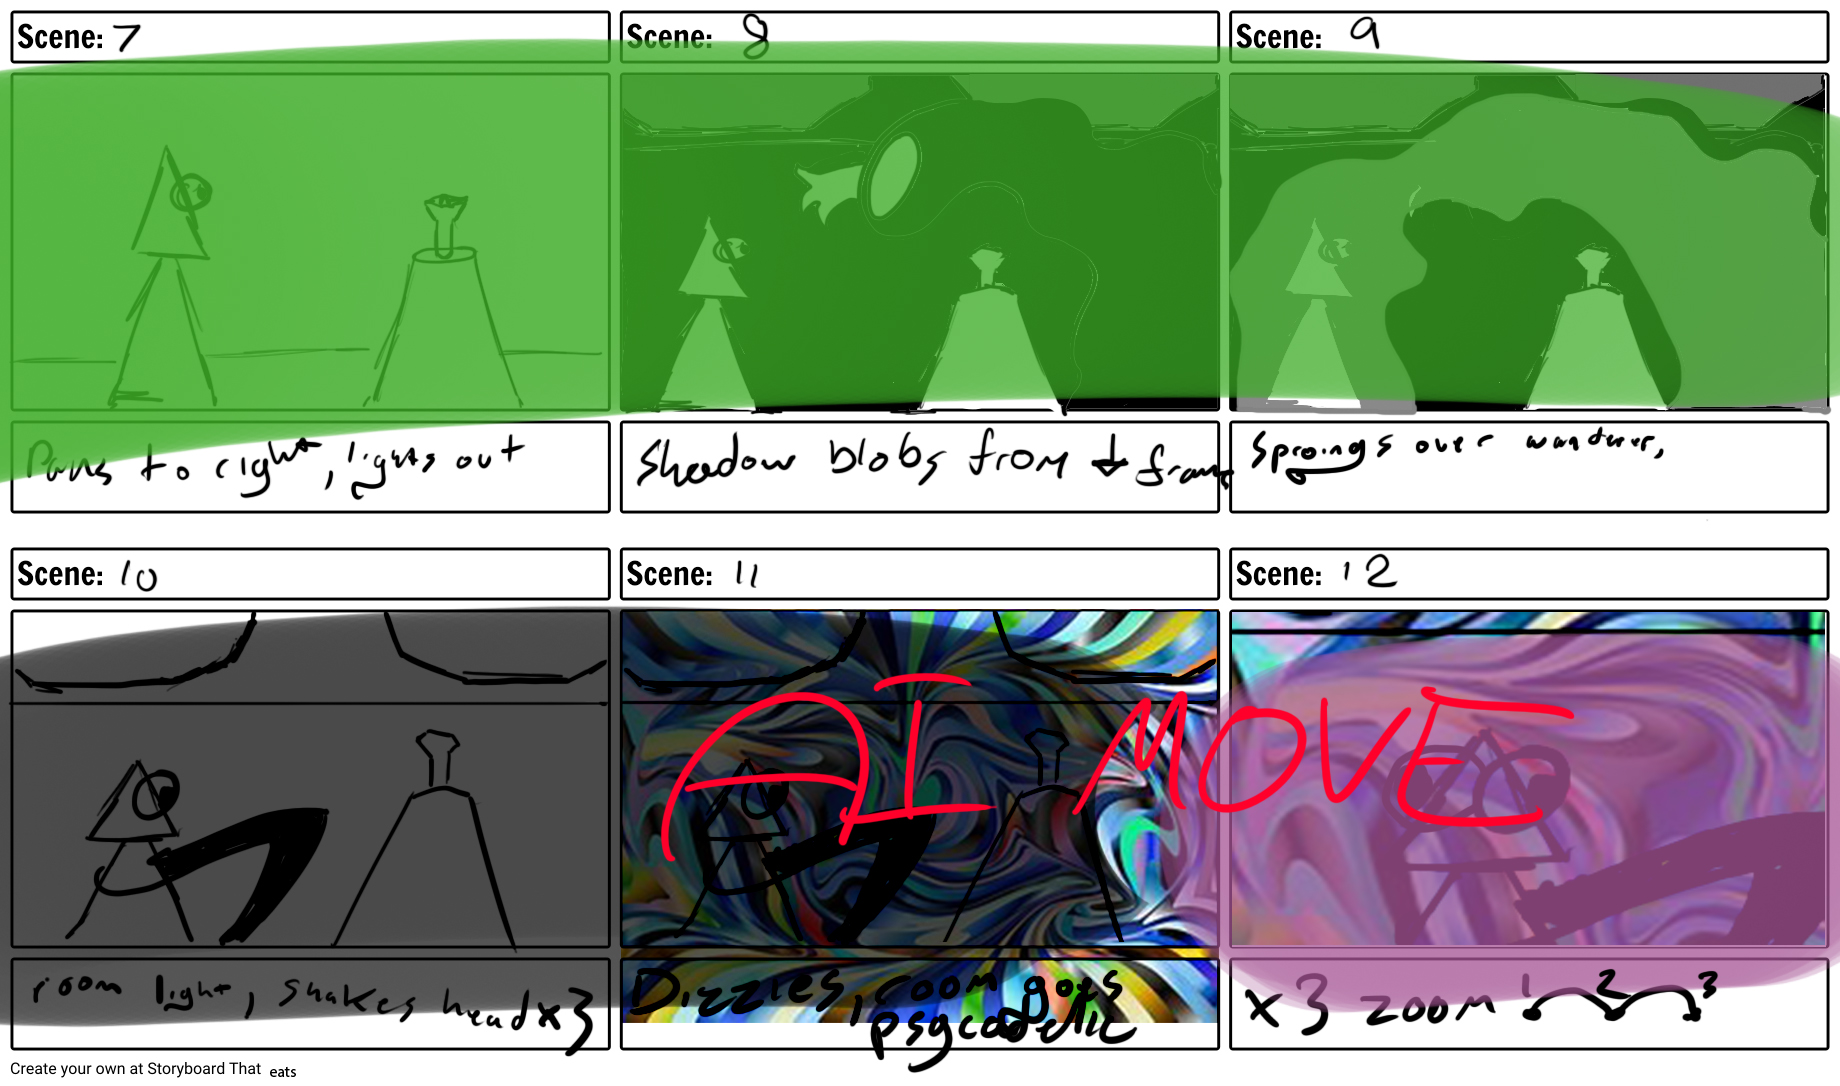 Scene: 7
Scene: 8
Scene: 9
Pans to right, lights out
Shadow blobs from ↓ frame
Sproings over wanderer,
Scene: 10
Scene: 11
Scene: 12
AI MOVE
room light, shakes head x3
Dizzies, room goes
psycadelic
x3 zoom 1 2 3
Create your own at Storyboard That eats